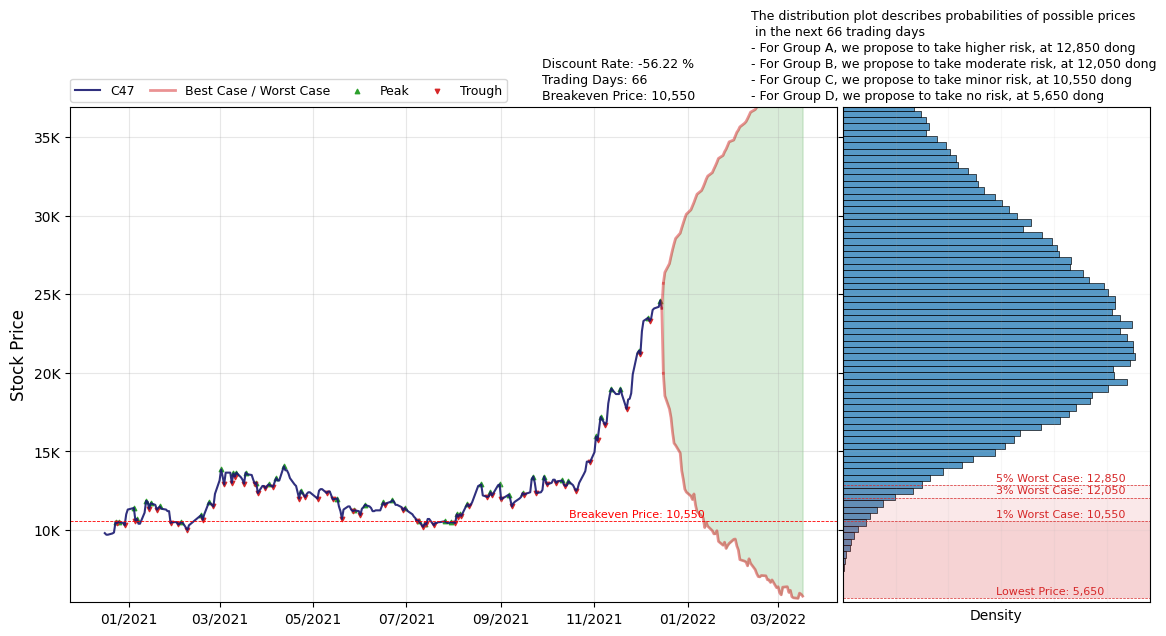 The distribution plot describes probabilities of possible prices
in the next 66 trading days
- For Group A, we propose to take higher risk, at 12,850 dong
- For Group B, we propose to take moderate risk, at 12,050 dong
- For Group C, we propose to take minor risk, at 10,550 dong
- For Group D, we propose to take no risk, at 5,650 dong
Discount Rate: -56.22 %
Trading Days: 66
Breakeven Price: 10,550
C47 Best Case / Worst Case Peak Trough
Stock Price
35K
30K
25K
20K
15K
10K
Breakeven Price: 10,550
5% Worst Case: 12,850
3% Worst Case: 12,050
1% Worst Case: 10,550
Lowest Price: 5,650
01/2021 03/2021 05/2021 07/2021 09/2021 11/2021 01/2022 03/2022
Density